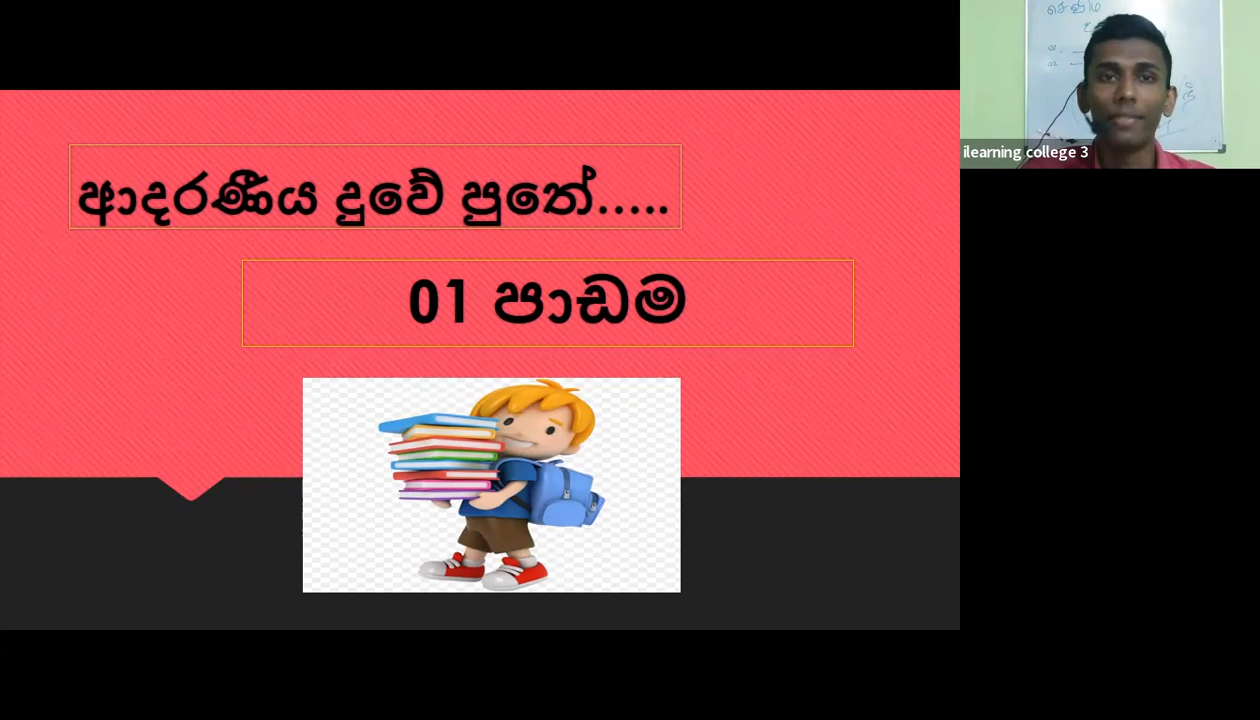 ආදරණීය දුවේ පුතේ.....
01 පාඩම
ilearning college 3